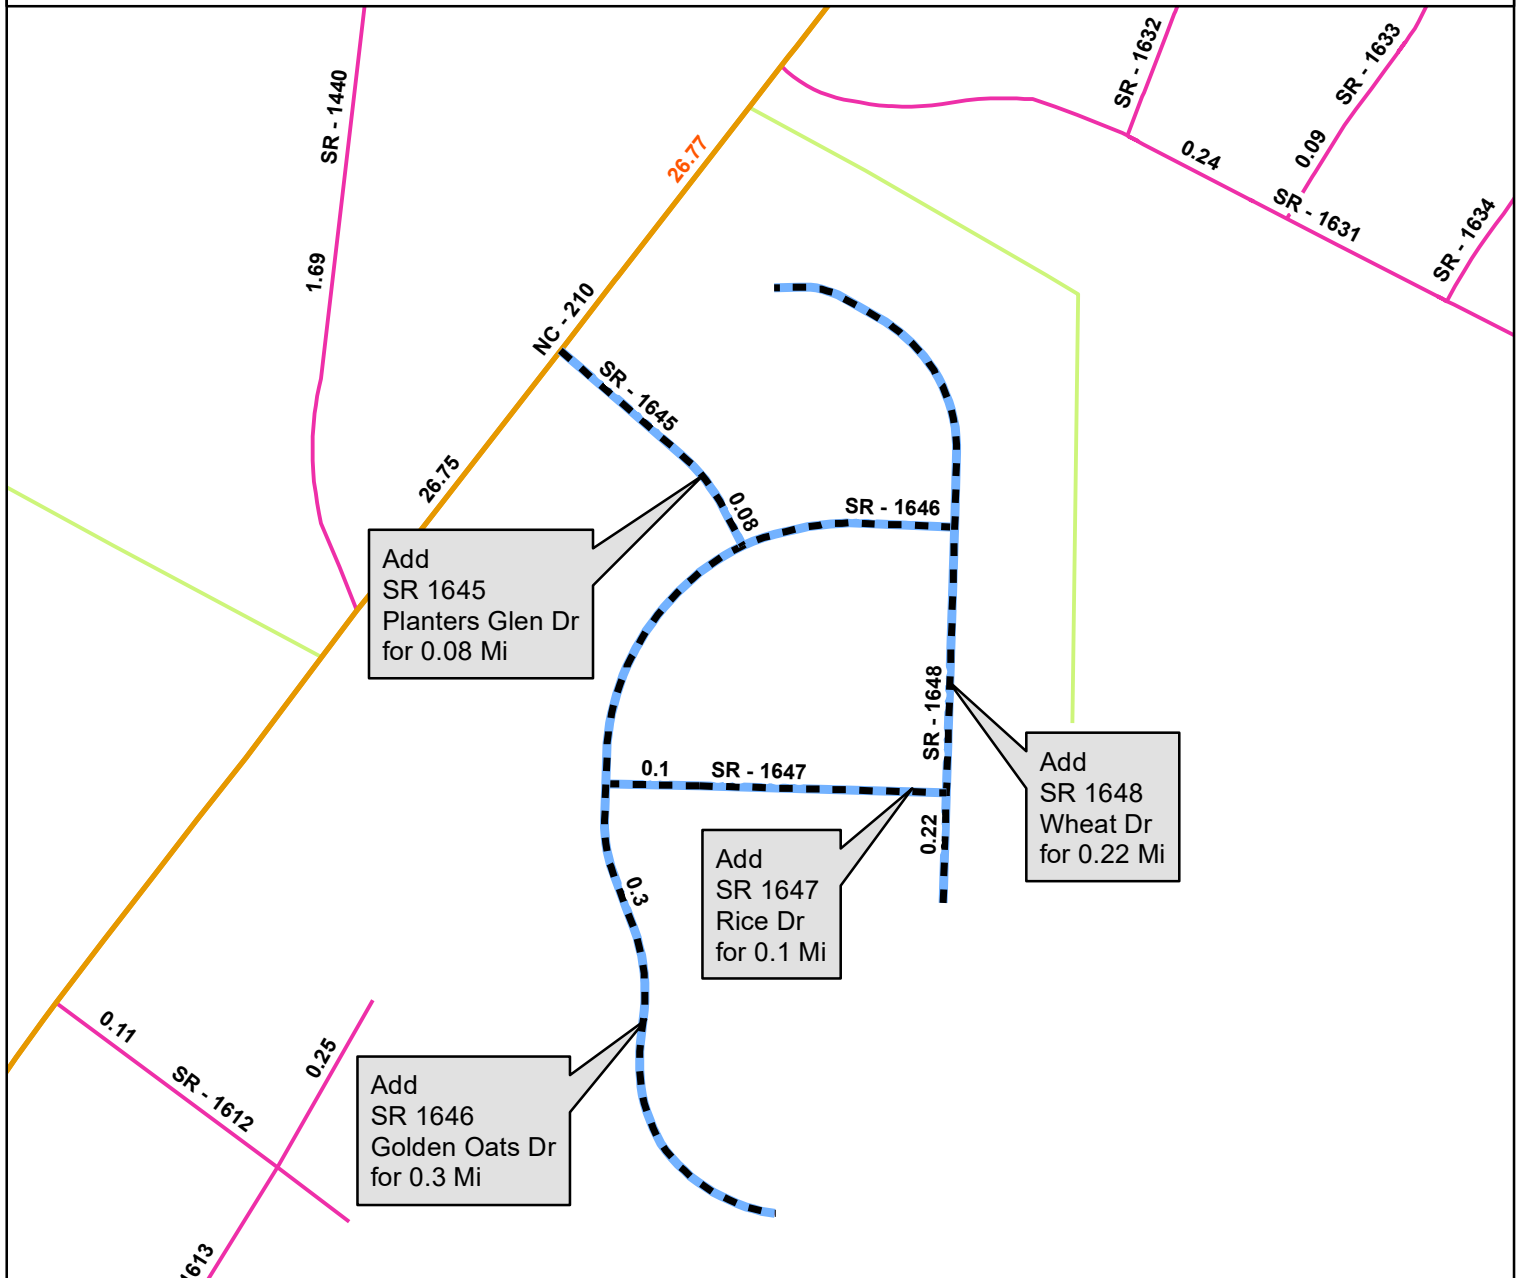 SR - 1440
1.69
SR - 1632
SR - 1633
0.09
0.24
SR - 1631
SR - 1634
26.77
NC - 210
26.75
SR - 1645
0.08
SR - 1646
Add
SR 1645
Planters Glen Dr
for 0.08 Mi
SR - 1648
0.1
SR - 1647
0.22
Add
SR 1648
Wheat Dr
for 0.22 Mi
Add
SR 1647
Rice Dr
for 0.1 Mi
0.3
0.11
SR - 1612
0.25
Add
SR 1646
Golden Oats Dr
for 0.3 Mi
1613